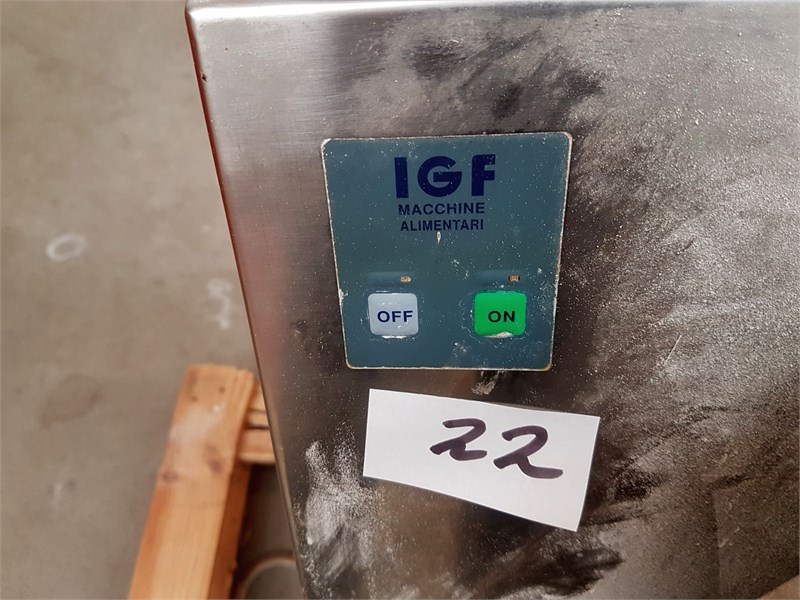 IGF
MACCHINE
ALIMENTARI
OFF ON
22